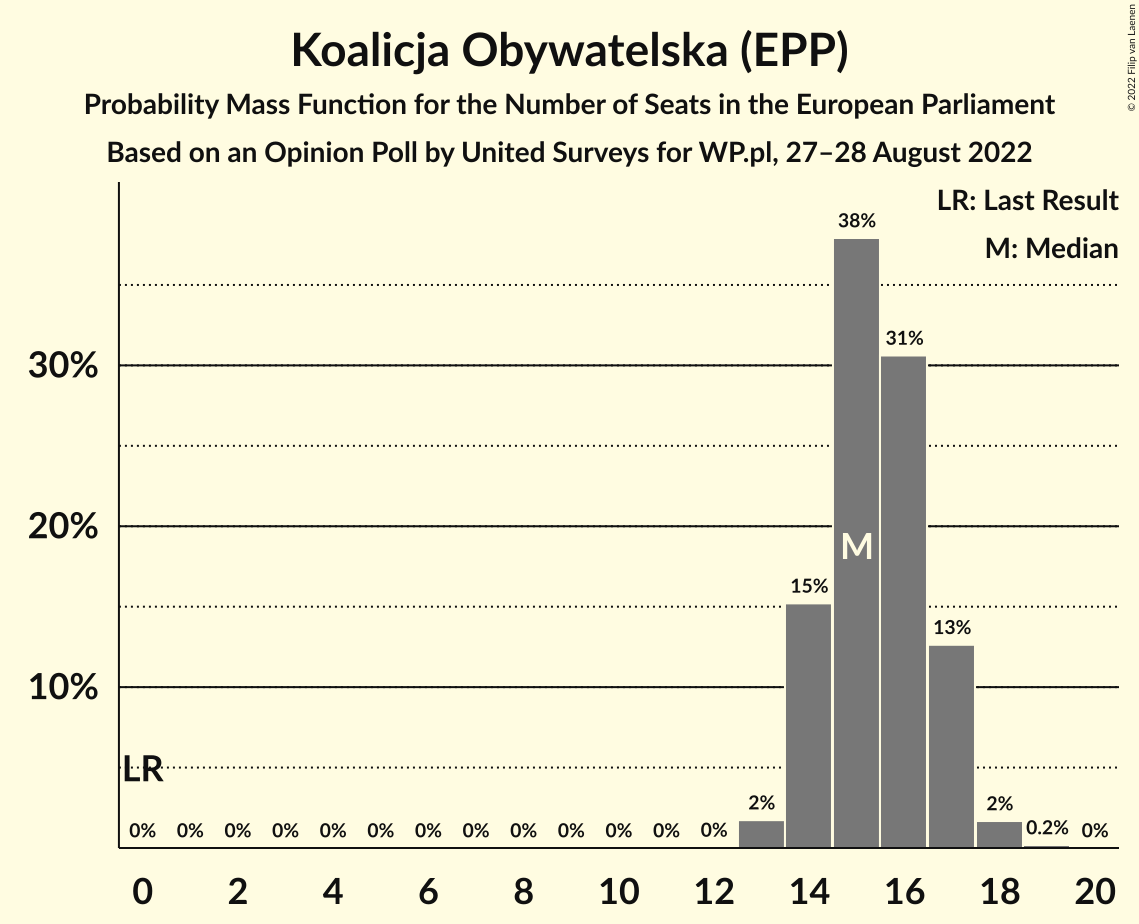 Koalicja Obywatelska (EPP)
Probability Mass Function for the Number of Seats in the European Parliament
Based on an Opinion Poll by United Surveys for WP.pl, 27–28 August 2022
© 2022 Filip van Laenen
LR: Last Result
M: Median
38%
31%
30%
20%
M
15%
13%
10%
LR
2%
2%
0% 0% 0% 0% 0% 0% 0% 0% 0% 0% 0% 0% 0% 0.2% 0%
0 2 4 6 8 10 12 14 16 18 20